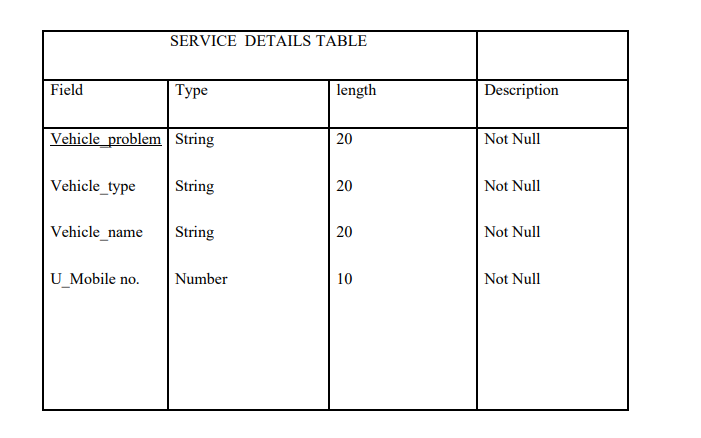 SERVICE DETAILS TABLE
Field Type length Description
Vehicle_problem String 20 Not Null
Vehicle_type String 20 Not Null
Vehicle_name String 20 Not Null
U_Mobile no. Number 10 Not Null